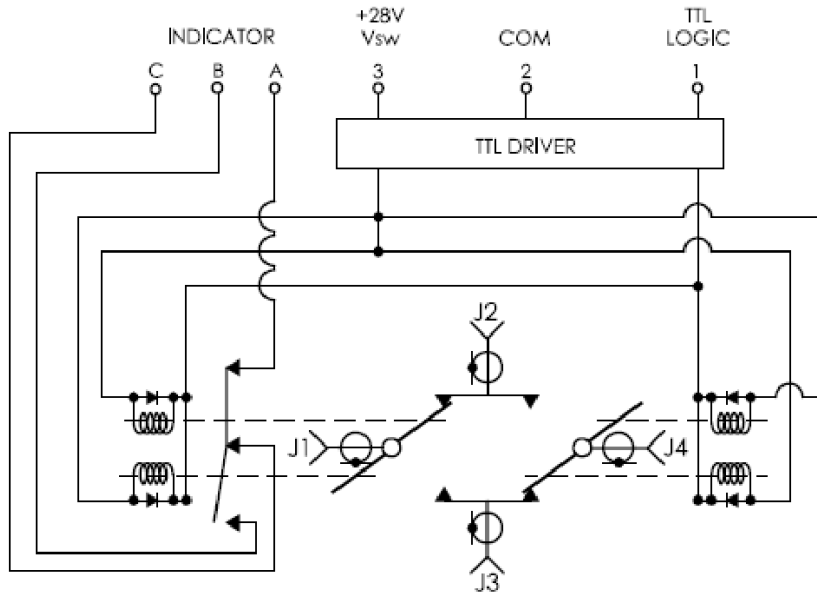 INDICATOR
C B A
+28V
Vsw
3
COM
2
TTL
LOGIC
1
TTL DRIVER
J2
J1
J4
J3